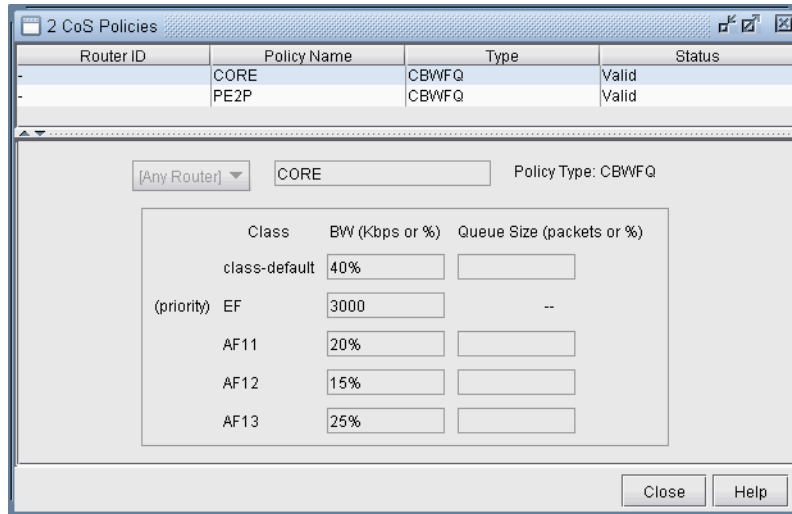 2 CoS Policies
Router ID Policy Name Type Status
- CORE CBWFQ Valid
- PE2P CBWFQ Valid
[Any Router] CORE Policy Type: CBWFQ
Class BW (Kbps or %) Queue Size (packets or %)
class-default 40%
(priority) EF 3000 --
AF11 20%
AF12 15%
AF13 25%
Close Help